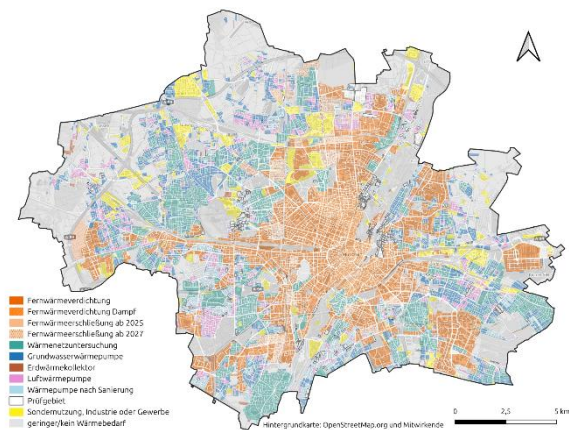 Fernwärmeverdichtung
Fernwärmeverdichtung Dampf
Fernwärmeerschließung ab 2025
Fernwärmeerschließung ab 2027
Wärmenetzuntersuchung
Grundwasserwärmepumpe
Erdwärmekollektor
Luftwärmepumpe
Wärmepumpe nach Sanierung
Prüfgebiet
Sondernutzung, Industrie oder Gewerbe
geringer/kein Wärmebedarf
Hintergrundkarte: OpenStreetMap.org und Mitwirkende
0 2,5 5 km